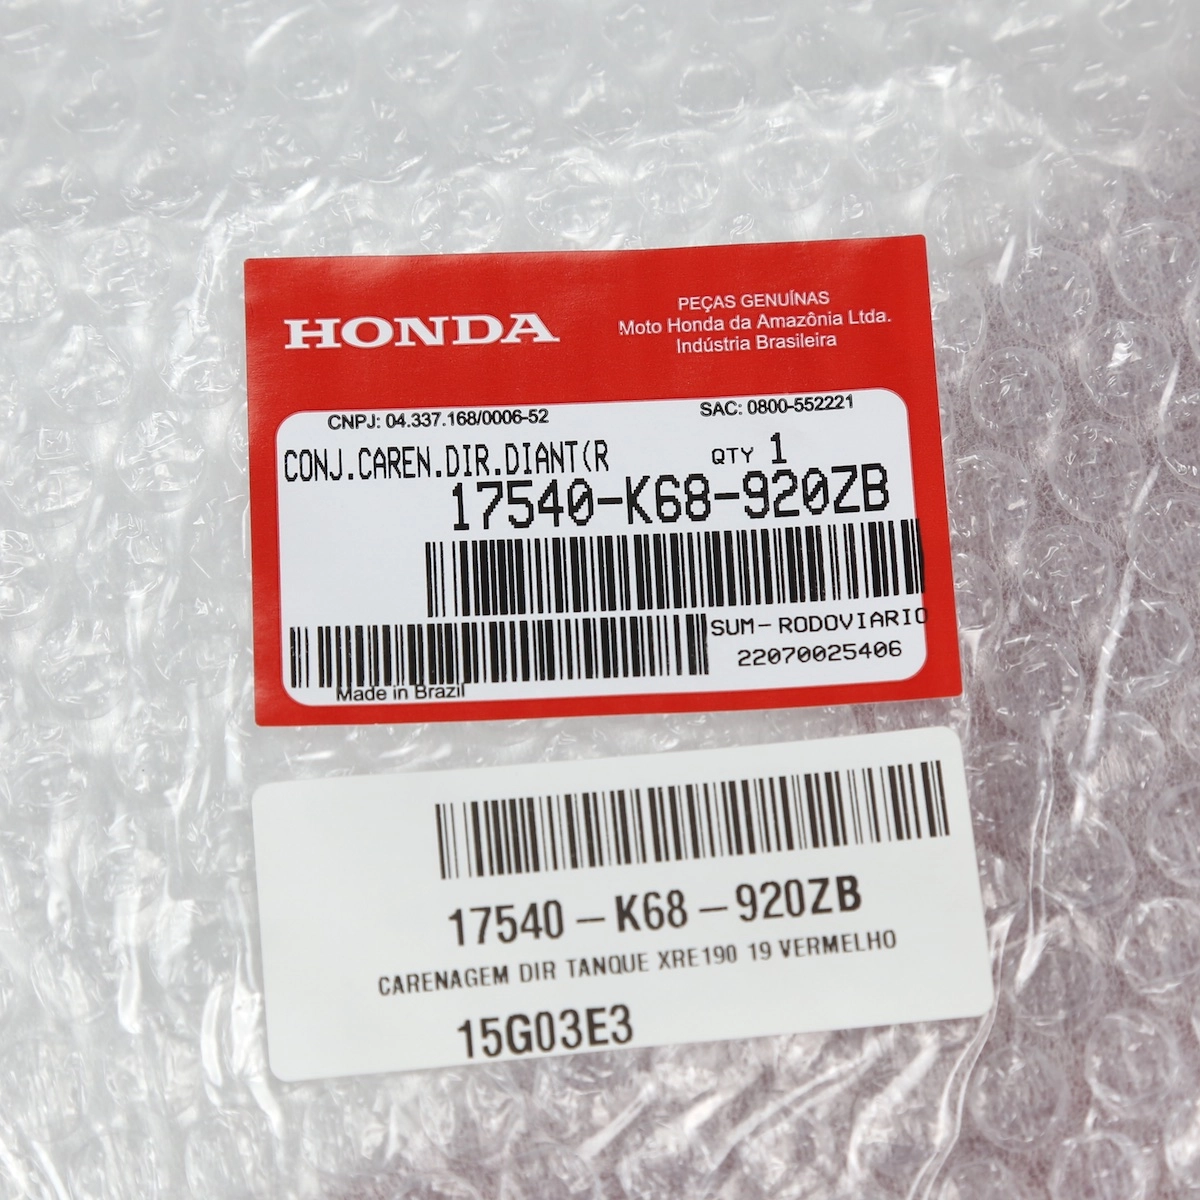 HONDA
PEÇAS GENUÍNAS
Moto Honda da Amazônia Ltda.
Indústria Brasileira
CNPJ: 04.337.168/0006-52
SAC: 0800-552221
CONJ.CAREN.DIR.DIANT(R
QTY 1
17540-K68-920ZB
SUM-RODOVIARIO
22070025406
Made in Brazil
17540-K68-920ZB
CARENAGEM DIR TANQUE XRE190 19 VERMELHO
15G03E3